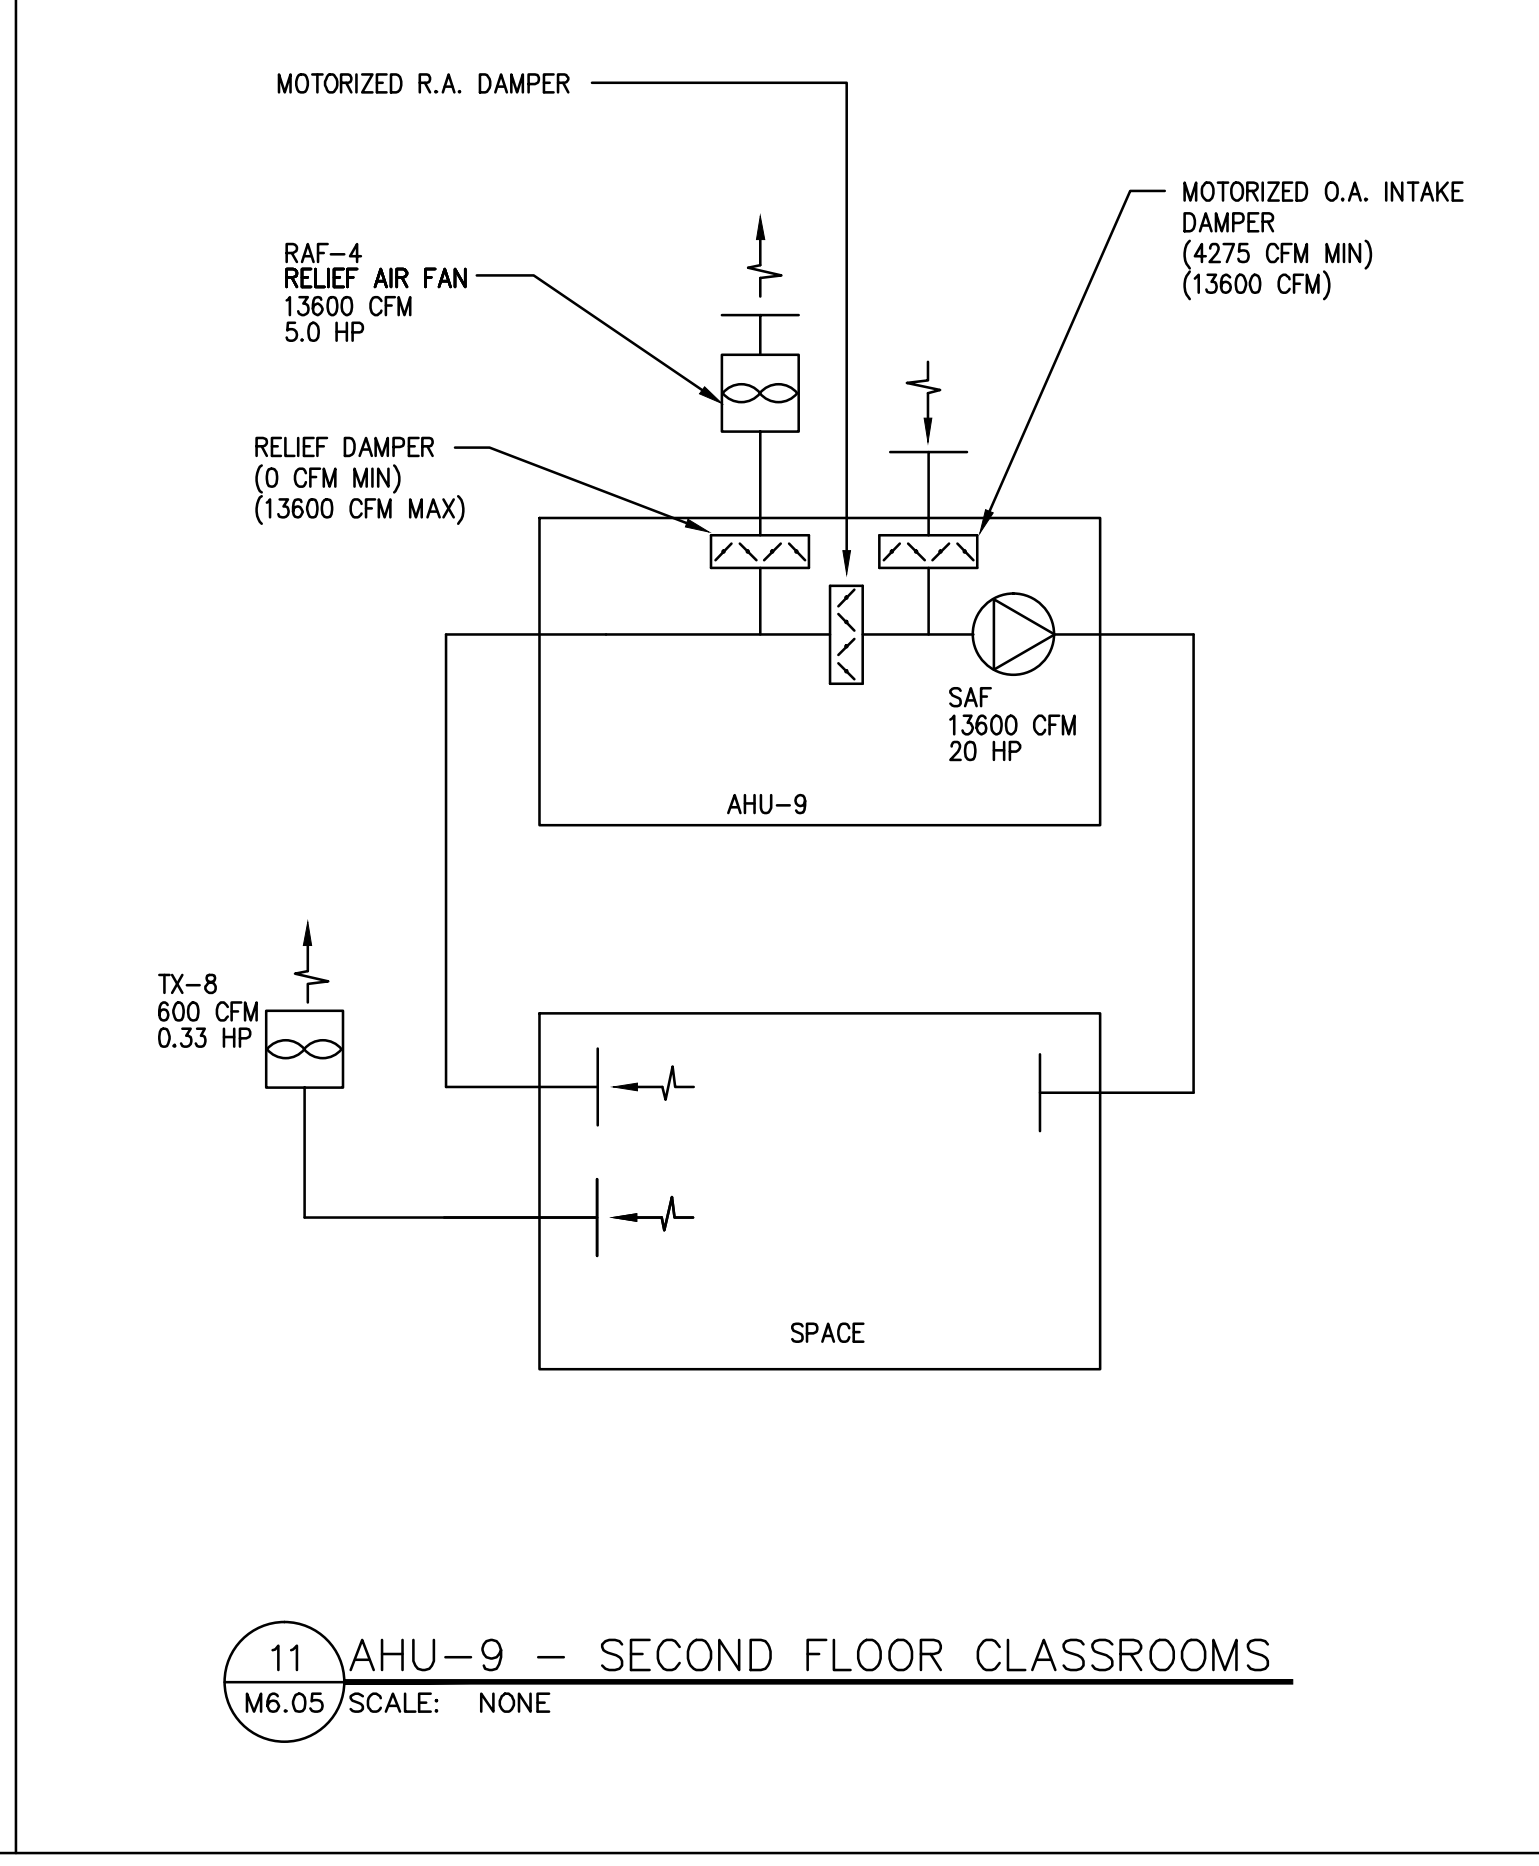 MOTORIZED R.A. DAMPER
MOTORIZED O.A. INTAKE
DAMPER
(4275 CFM MIN)
(13600 CFM)
RAF-4
RELIEF AIR FAN
13600 CFM
5.0 HP
RELIEF DAMPER
(0 CFM MIN)
(13600 CFM MAX)
SAF
13600 CFM
20 HP
AHU-9
TX-8
600 CFM
0.33 HP
SPACE
11
M6.05
AHU-9 - SECOND FLOOR CLASSROOMS
SCALE: NONE